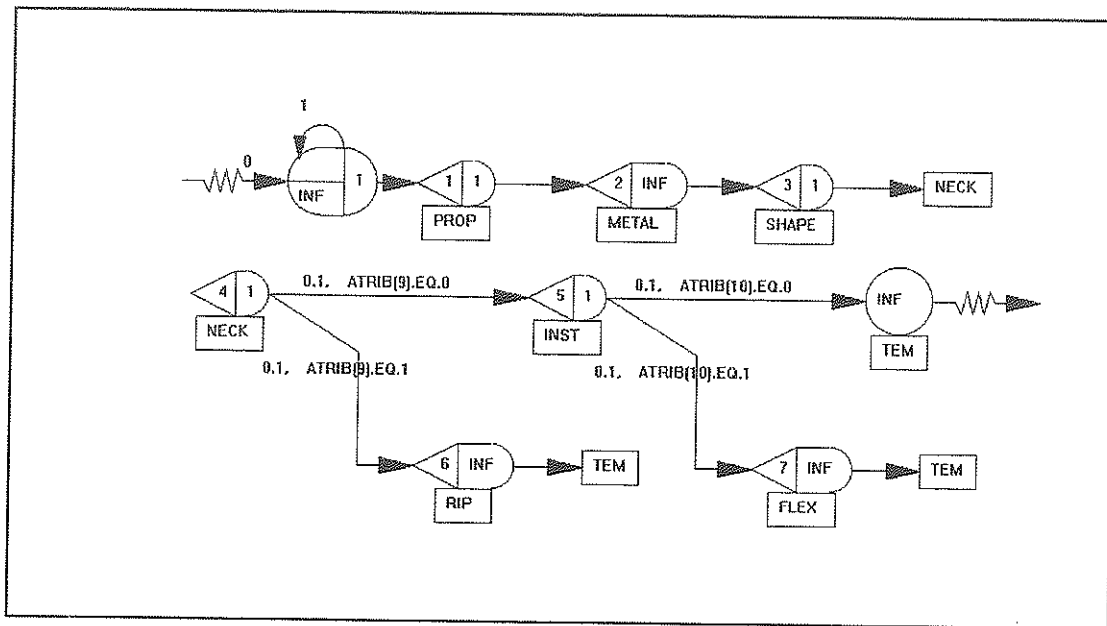 1
0
INF 1
1 1
PROP
2 INF
METAL
3 1
SHAPE
NECK
4 1
NECK
0.1, ATRIB(9).EQ.0
5 1
INST
0.1, ATRIB(10).EQ.0
INF
TEM
0.1, ATRIB(9).EQ.1
0.1, ATRIB(10).EQ.1
6 INF
RIP
TEM
7 INF
FLEX
TEM